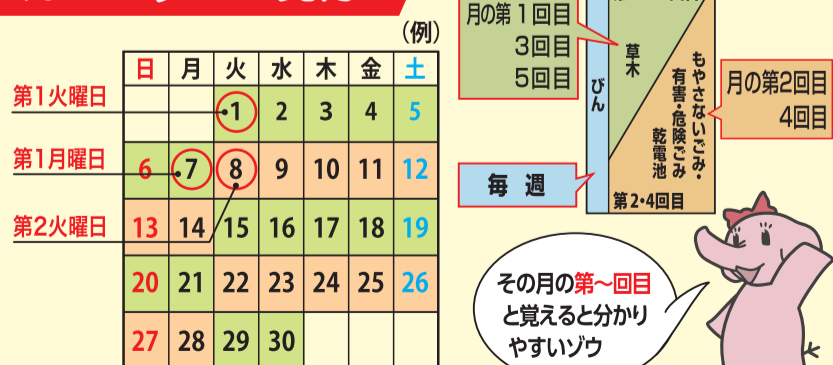 (例)
日 月 火 水 木 金 土
第1火曜日
1 2 3 4 5
第1月曜日
6 7 8 9 10 11 12
第2火曜日
13 14 15 16 17 18 19
20 21 22 23 24 25 26
27 28 29 30
月の第1回目
3回目
5回目
草木
びん
もやさないごみ・
有害・危険ごみ
乾電池
第2・4回目
月の第2回目
4回目
毎週
その月の第〜回目
と覚えると分かり
やすいゾウ